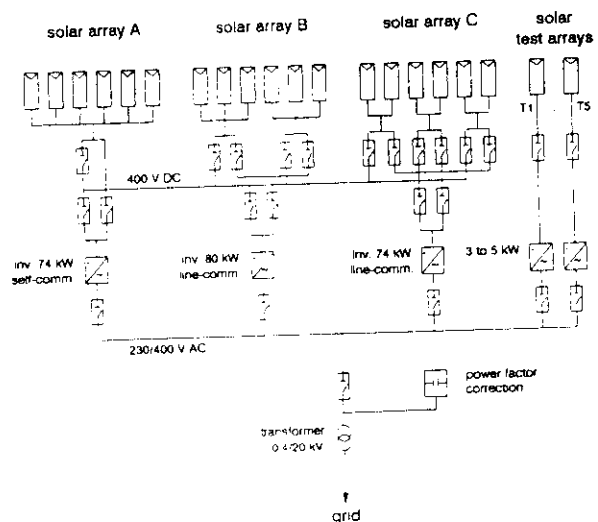 solar array A
solar array B
solar array C
solar
test arrays
T1
T5
400 V DC
inv. 74 kW
self-comm
inv. 80 kW
line-comm
inv. 74 kW
line-comm.
3 to 5 kW
230/400 V AC
power factor
correction
transformer
0.4/20 kV
grid